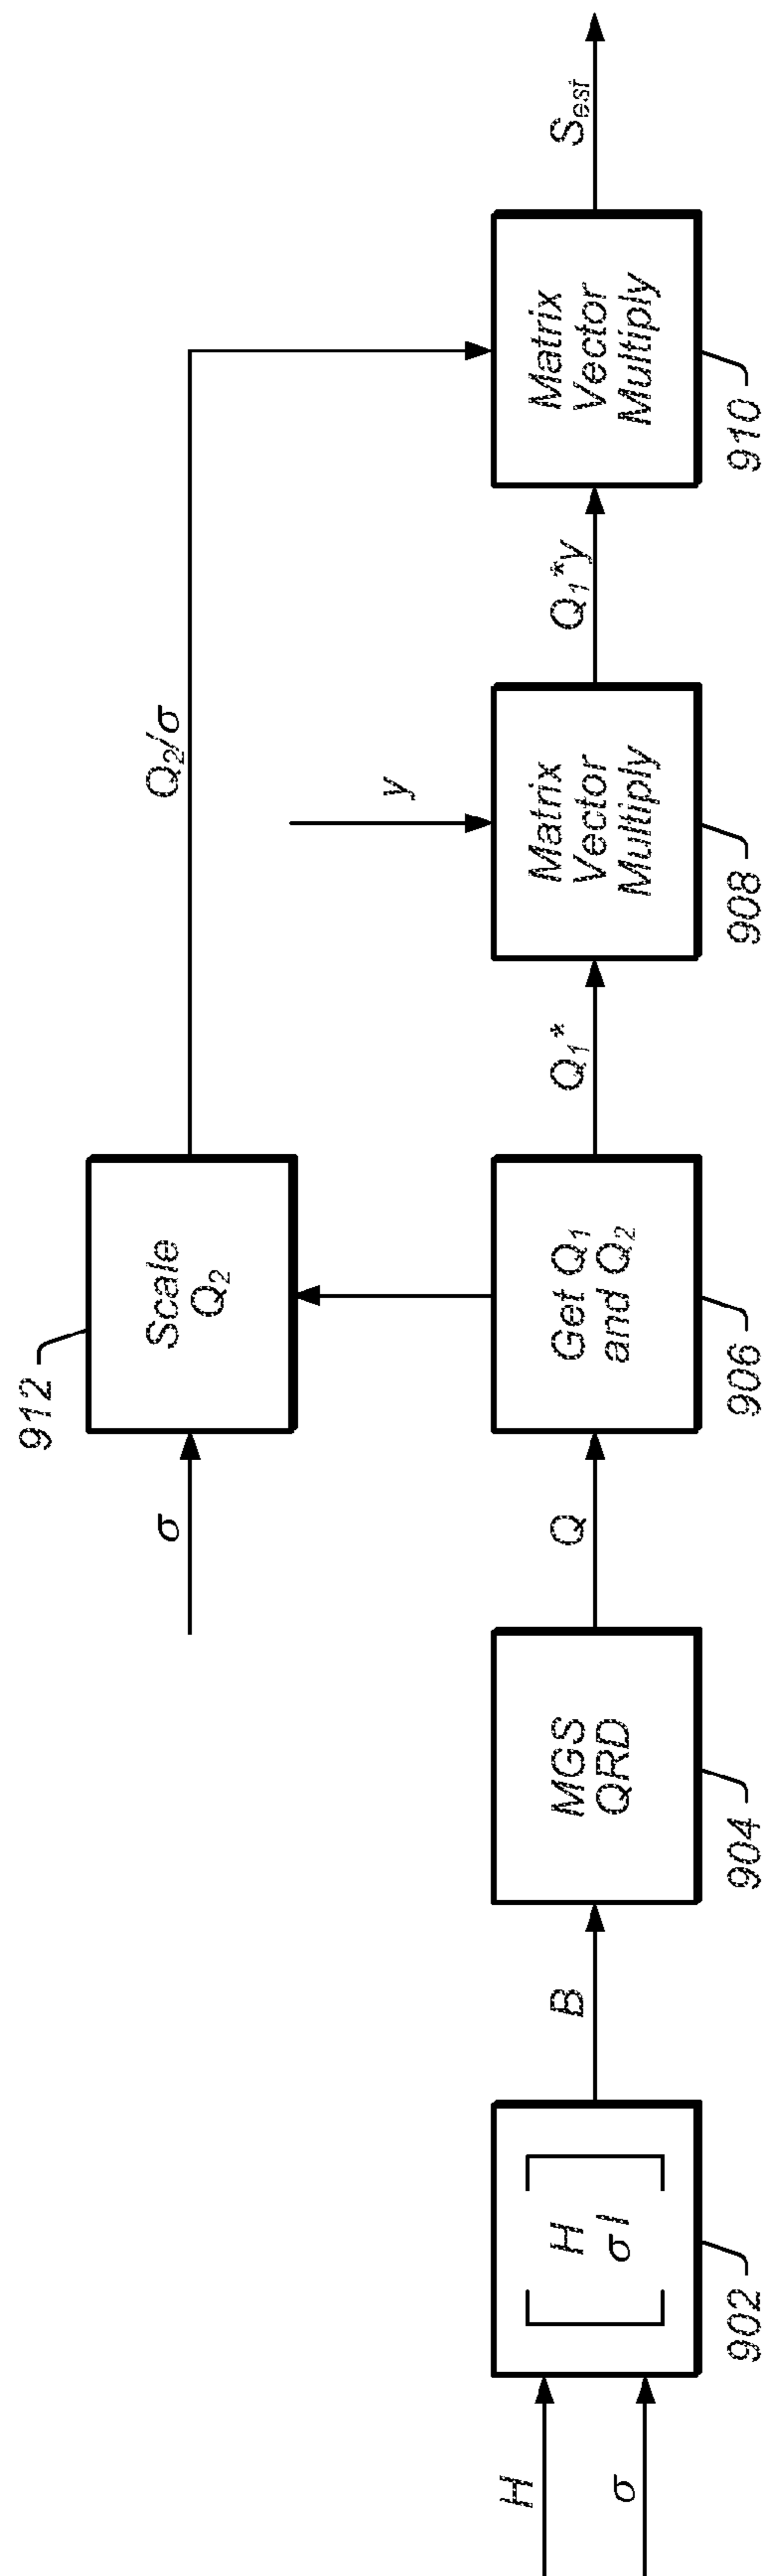 H
σ
H
σ I
902
B
MGS
QRD
904
Q
Get Q₁
and Q₂
906
σ
Scale
Q₂
912
Q₂/σ
Q₁*
y
Matrix
Vector
Multiply
908
Q₁*y
Matrix
Vector
Multiply
910
Sₑₛₜ